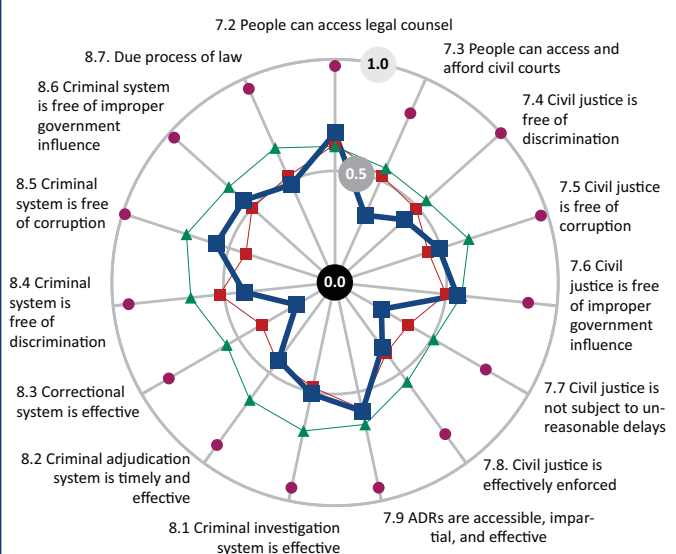 7.2 People can access legal counsel
7.3 People can access and
afford civil courts
7.4 Civil justice is
free of
discrimination
7.5 Civil justice
is free of
corruption
7.6 Civil
justice is free
of improper
government
influence
7.7 Civil justice is
not subject to un-
reasonable delays
7.8. Civil justice is
effectively enforced
7.9 ADRs are accessible, impar-
tial, and effective
8.1 Criminal investigation
system is effective
8.2 Criminal adjudication
system is timely and
effective
8.3 Correctional
system is effective
8.4 Criminal
system is
free of
discrimination
8.5 Criminal
system is free
of corruption
8.6 Criminal system
is free of improper
government
influence
8.7. Due process of law
1.0
0.5
0.0